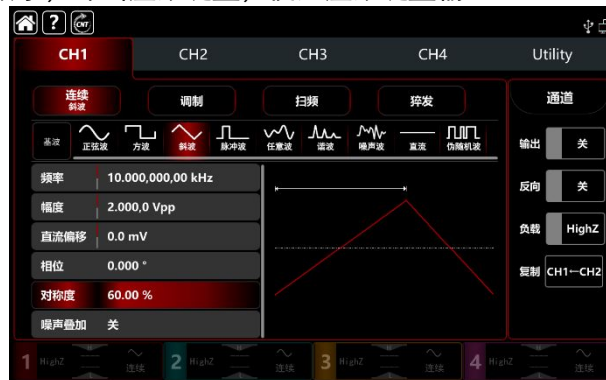 ? CNT
CH1 CH2 CH3 CH4 Utility
连续
斜波
调制 扫频 猝发 通道
基波 正弦波 方波 斜波 脉冲波 任意波 谐波 噪声波 直流 伪随机波
输出 关
频率 10.000,000,00 kHz
反向 关
幅度 2.000,0 Vpp
直流偏移 0.0 mV
负载 HighZ
相位 0.000 °
复制 CH1←CH2
对称度 60.00 %
噪声叠加 关
1 HighZ 连续 2 HighZ 连续 3 HighZ 连续 4 HighZ 连续